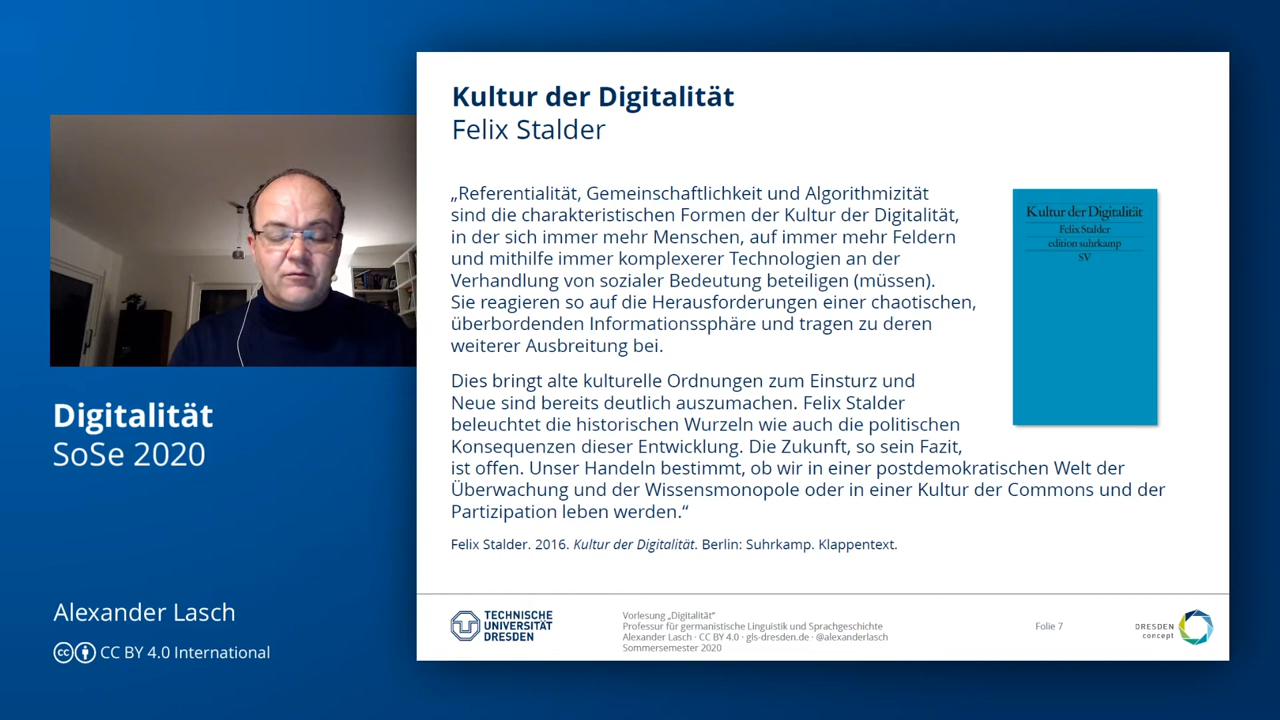 Kultur der Digitalität
Felix Stalder
„Referentialität, Gemeinschaftlichkeit und Algorithmizität
sind die charakteristischen Formen der Kultur der Digitalität,
in der sich immer mehr Menschen, auf immer mehr Feldern
und mithilfe immer komplexerer Technologien an der
Verhandlung von sozialer Bedeutung beteiligen (müssen).
Sie reagieren so auf die Herausforderungen einer chaotischen,
überbordenden Informationssphäre und tragen zu deren
weiterer Ausbreitung bei.
Dies bringt alte kulturelle Ordnungen zum Einsturz und
Neue sind bereits deutlich auszumachen. Felix Stalder
beleuchtet die historischen Wurzeln wie auch die politischen
Konsequenzen dieser Entwicklung. Die Zukunft, so sein Fazit,
ist offen. Unser Handeln bestimmt, ob wir in einer postdemokratischen Welt der
Überwachung und der Wissensmonopole oder in einer Kultur der Commons und der
Partizipation leben werden.“
Felix Stalder. 2016. Kultur der Digitalität. Berlin: Suhrkamp. Klappentext.
Kultur der Digitalität
Felix Stalder
edition suhrkamp
SV
Digitalität
SoSe 2020
Alexander Lasch
cc CC BY 4.0 International
TECHNISCHE
UNIVERSITÄT
DRESDEN
Vorlesung „Digitalität“
Professur für germanistische Linguistik und Sprachgeschichte
Alexander Lasch · CC BY 4.0 · gls-dresden.de · @alexanderlasch
Sommersemester 2020
Folie 7
DRESDEN
concept